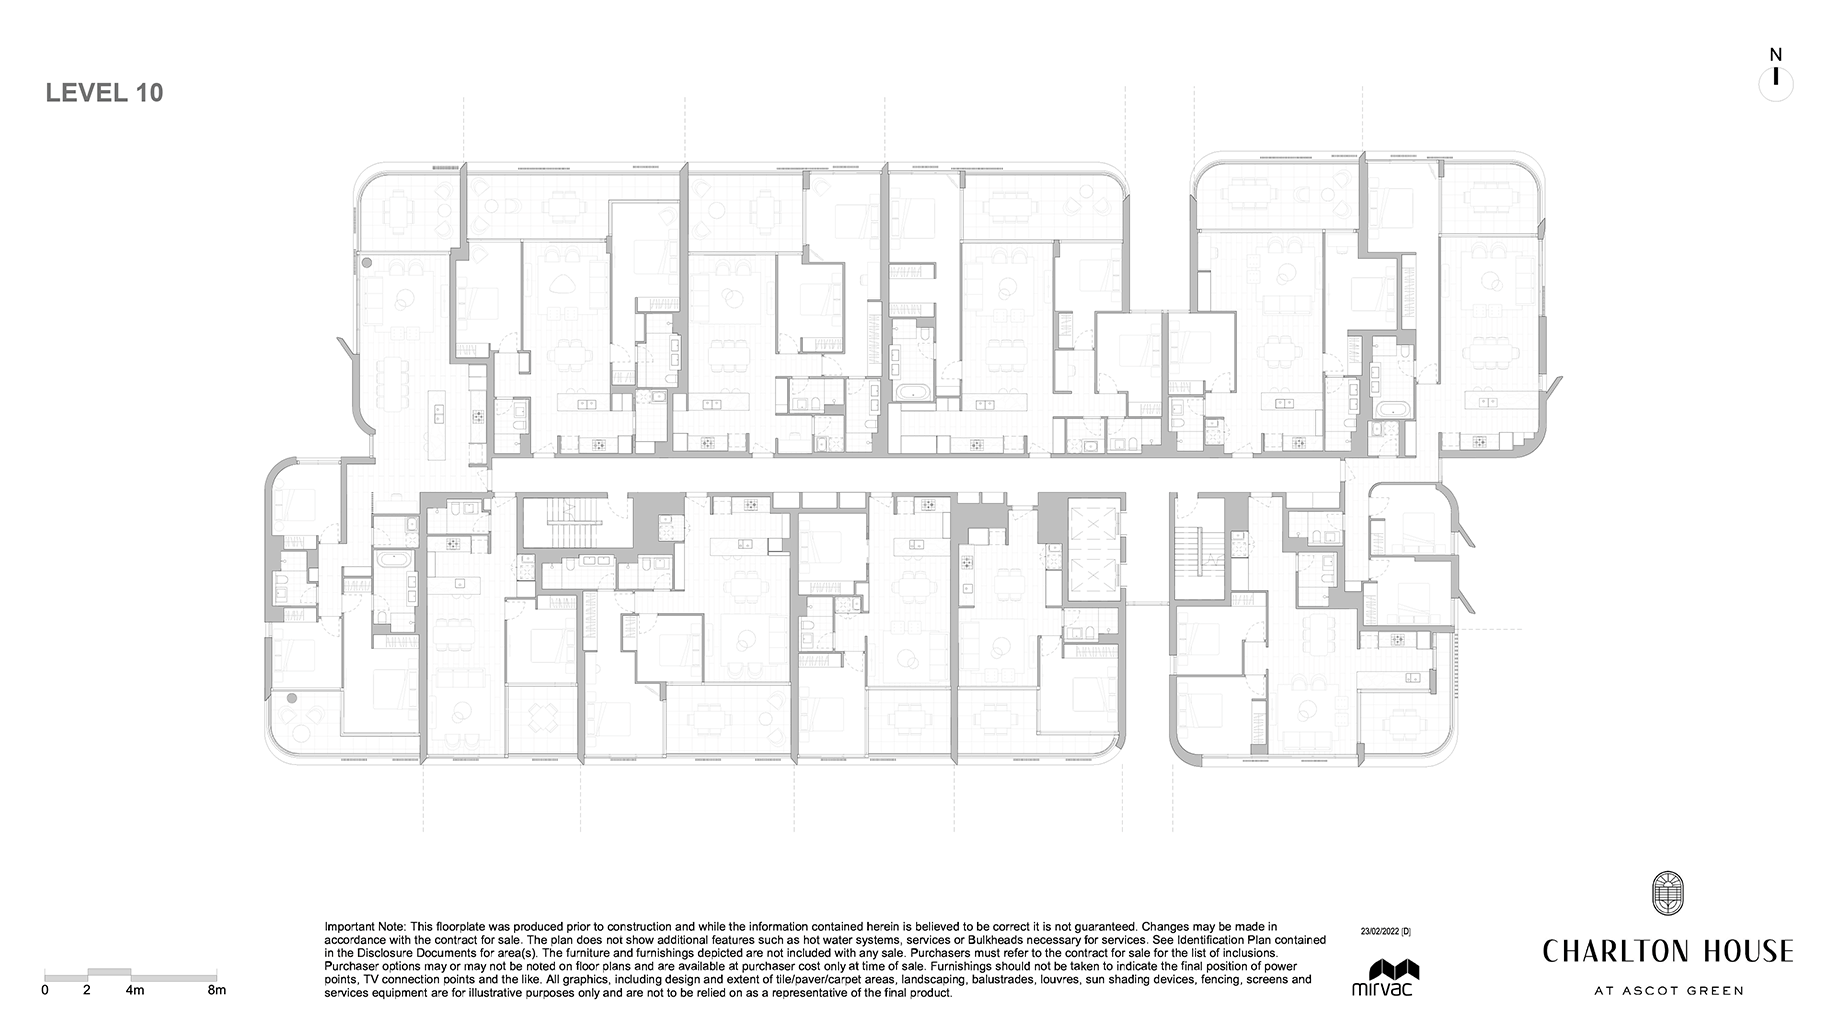 N
LEVEL 10
Important Note: This floorplate was produced prior to construction and while the information contained herein is believed to be correct it is not guaranteed. Changes may be made in
accordance with the contract for sale. The plan does not show additional features such as hot water systems, services or Bulkheads necessary for services. See Identification Plan contained
in the Disclosure Documents for area(s). The furniture and furnishings depicted are not included with any sale. Purchasers must refer to the contract for sale for the list of inclusions.
Purchaser options may or may not be noted on floor plans and are available at purchaser cost only at time of sale. Furnishings should not be taken to indicate the final position of power
points, TV connection points and the like. All graphics, including design and extent of tile/paver/carpet areas, landscaping, balustrades, louvres, sun shading devices, fencing, screens and
services equipment are for illustrative purposes only and are not to be relied on as a representative of the final product.
0 2 4m 8m
23/02/2022 [D]
mirvac
CHARLTON HOUSE
AT ASCOT GREEN